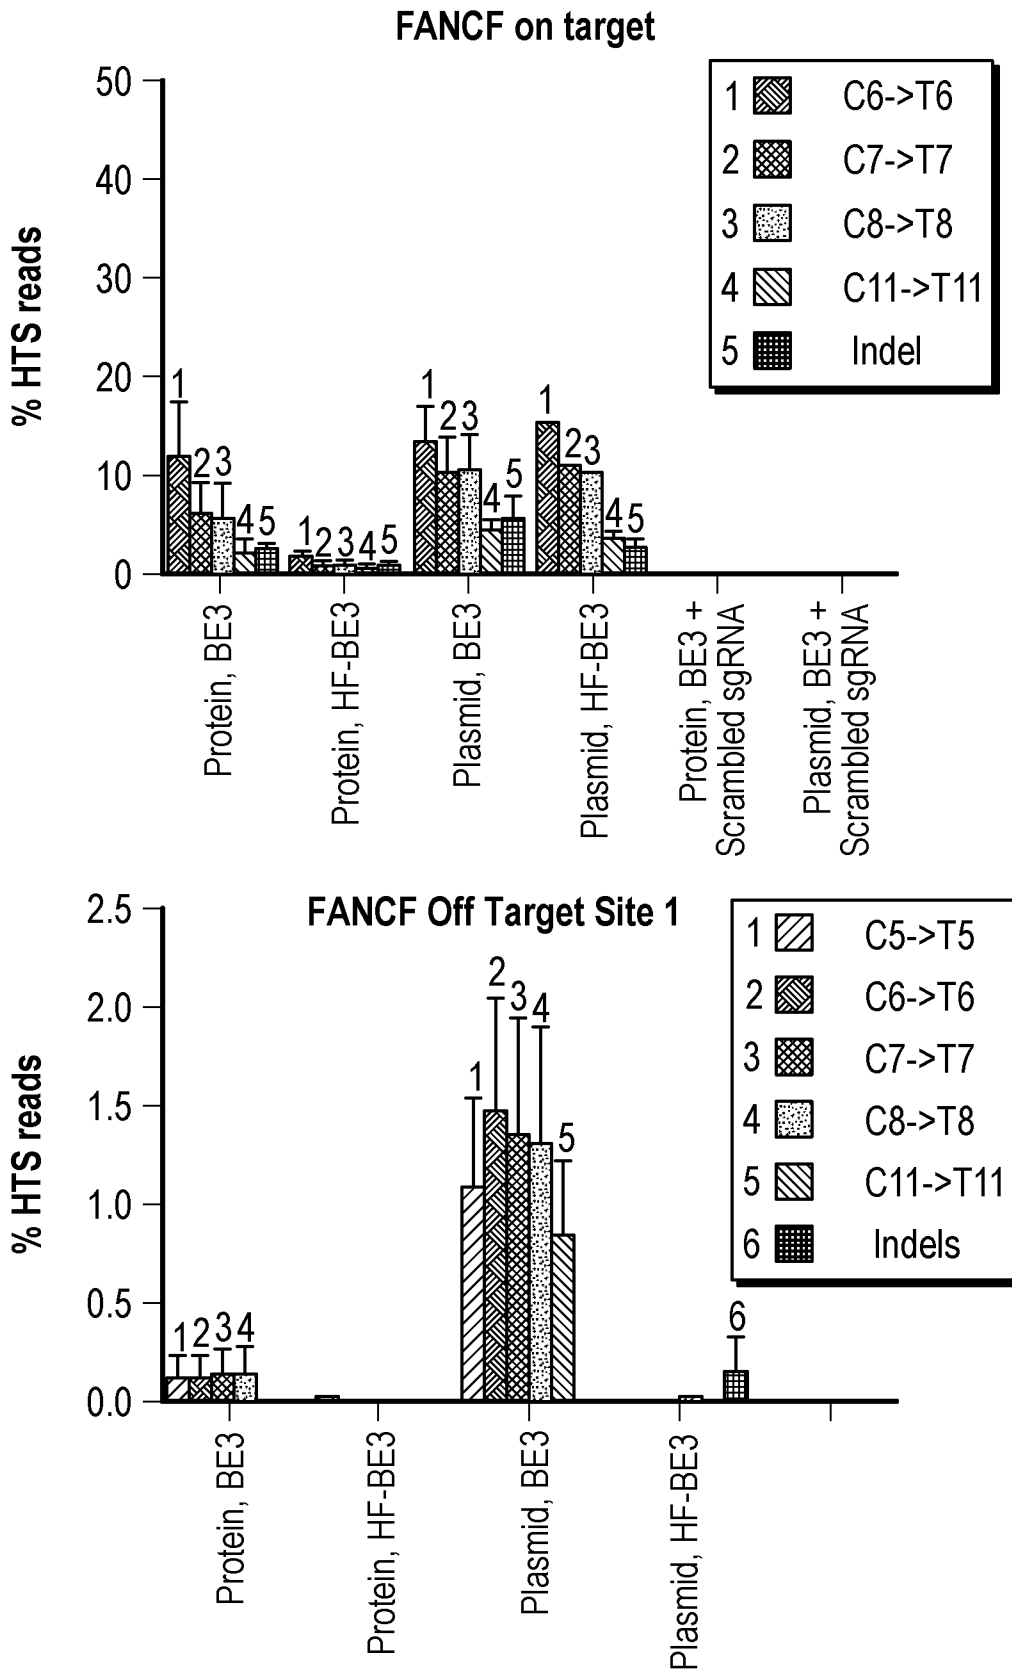 FANCF on target
% HTS reads
50
40
30
20
10
0
1 C6->T6
2 C7->T7
3 C8->T8
4 C11->T11
5 Indel
1 2 3 4 5
1 2 3 4 5
1 2 3 4 5
1 2 3 4 5
Protein, BE3
Protein, HF-BE3
Plasmid, BE3
Plasmid, HF-BE3
Protein, BE3 +
Scrambled sgRNA
Plasmid, BE3 +
Scrambled sgRNA
FANCF Off Target Site 1
% HTS reads
2.5
2.0
1.5
1.0
0.5
0.0
1 C5->T5
2 C6->T6
3 C7->T7
4 C8->T8
5 C11->T11
6 Indels
1 2 3 4
1 2 3 4 5
6
Protein, BE3
Protein, HF-BE3
Plasmid, BE3
Plasmid, HF-BE3